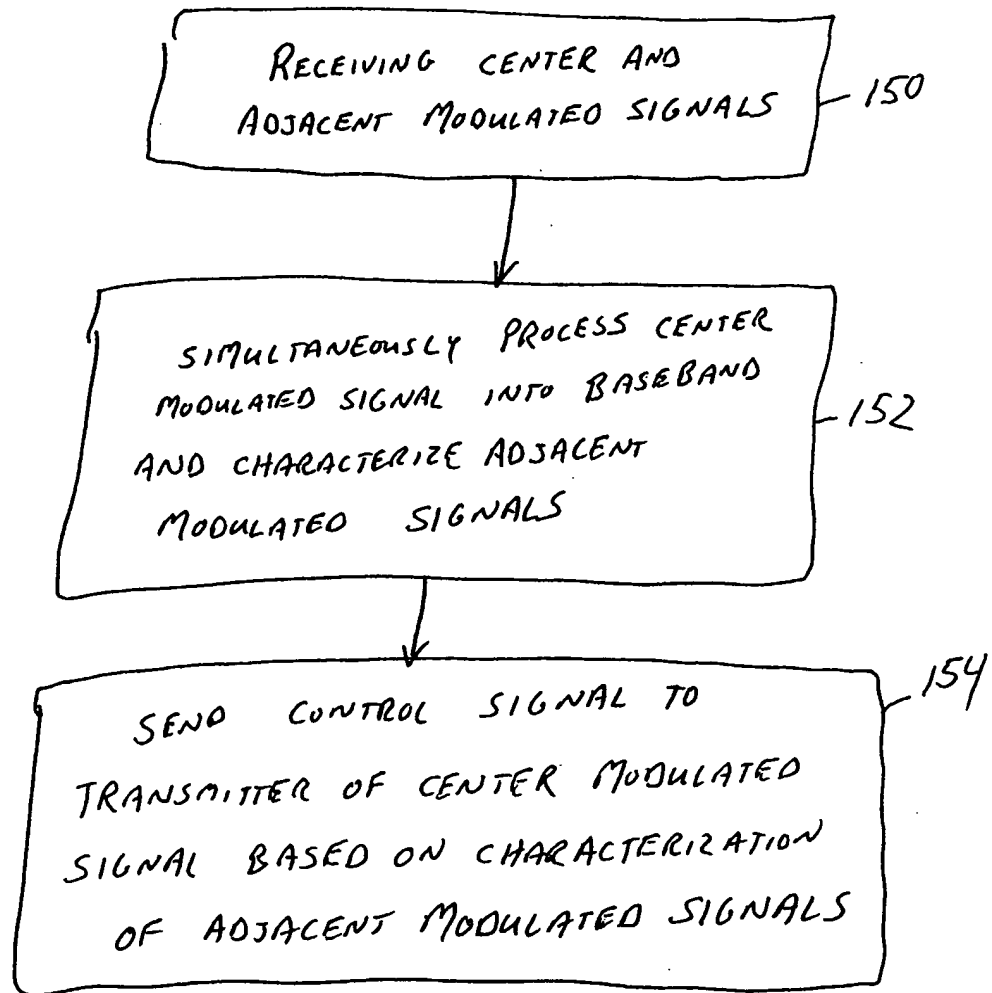 RECEIVING CENTER AND
ADJACENT MODULATED SIGNALS
150
SIMULTANEOUSLY PROCESS CENTER
MODULATED SIGNAL INTO BASEBAND
AND CHARACTERIZE ADJACENT
MODULATED SIGNALS
152
SEND CONTROL SIGNAL TO
TRANSMITTER OF CENTER MODULATED
SIGNAL BASED ON CHARACTERIZATION
OF ADJACENT MODULATED SIGNALS
154